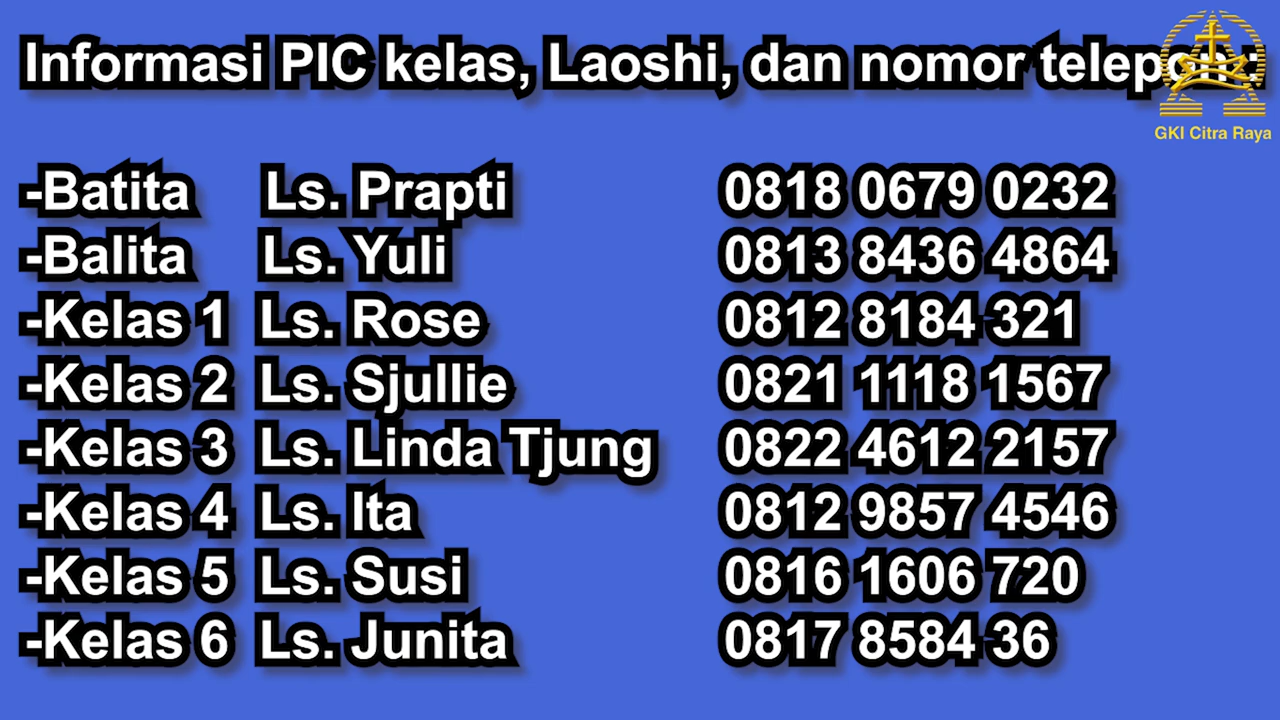 Informasi PIC kelas, Laoshi, dan nomor telepon:
GKI Citra Raya
-Batita Ls. Prapti 0818 0679 0232
-Balita Ls. Yuli 0813 8436 4864
-Kelas 1 Ls. Rose 0812 8184 321
-Kelas 2 Ls. Sjullie 0821 1118 1567
-Kelas 3 Ls. Linda Tjung 0822 4612 2157
-Kelas 4 Ls. Ita 0812 9857 4546
-Kelas 5 Ls. Susi 0816 1606 720
-Kelas 6 Ls. Junita 0817 8584 36